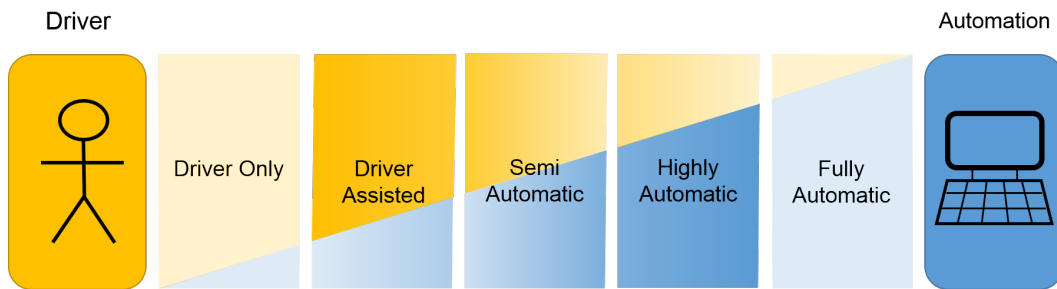 Driver
Automation
Driver Only
Driver
Assisted
Semi
Automatic
Highly
Automatic
Fully
Automatic